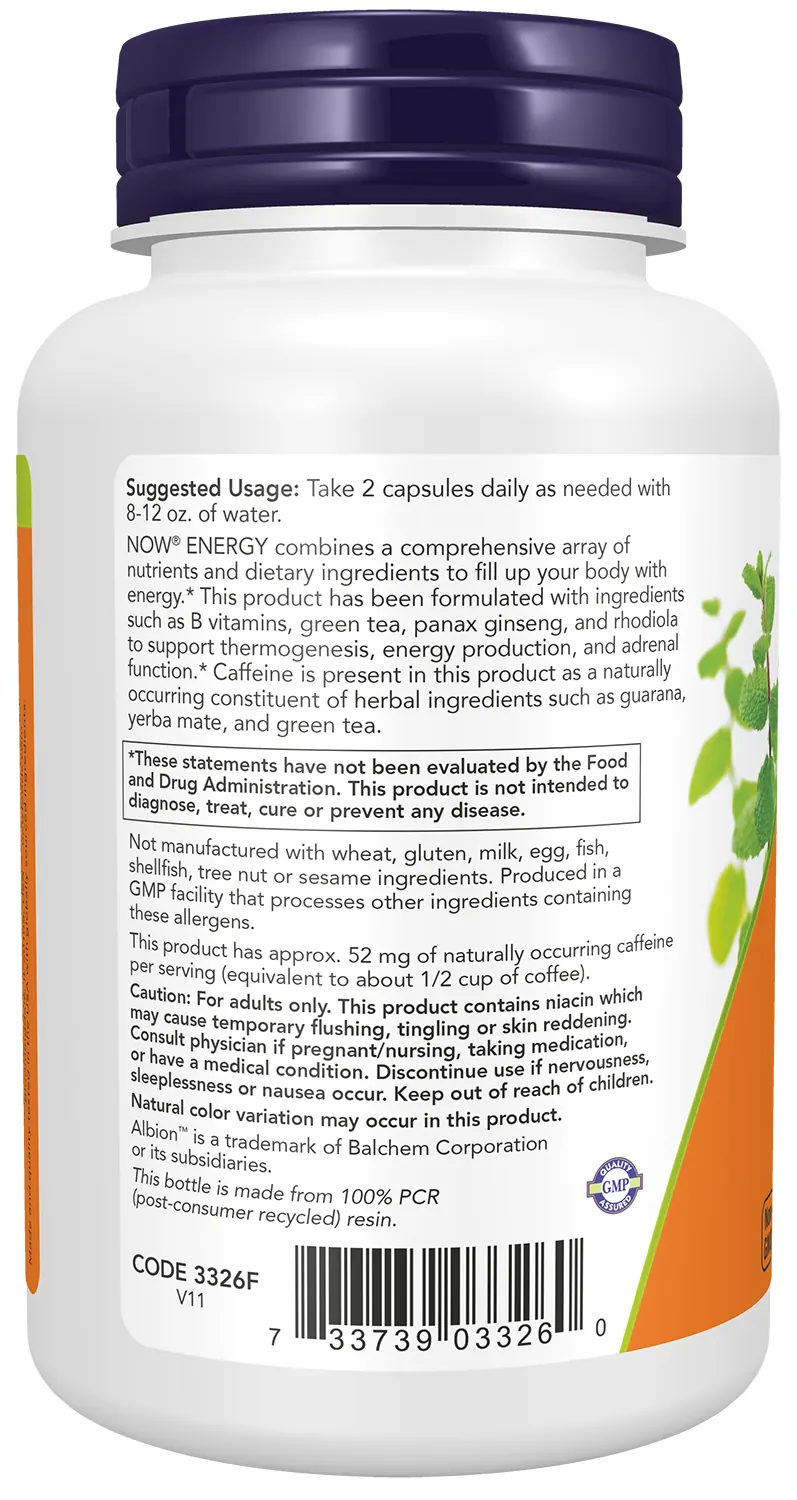 Suggested Usage: Take 2 capsules daily as needed with
8-12 oz. of water.
NOW® ENERGY combines a comprehensive array of
nutrients and dietary ingredients to fill up your body with
energy.* This product has been formulated with ingredients
such as B vitamins, green tea, panax ginseng, and rhodiola
to support thermogenesis, energy production, and adrenal
function.* Caffeine is present in this product as a naturally
occurring constituent of herbal ingredients such as guarana,
yerba mate, and green tea.
*These statements have not been evaluated by the Food
and Drug Administration. This product is not intended to
diagnose, treat, cure or prevent any disease.
Not manufactured with wheat, gluten, milk, egg, fish,
shellfish, tree nut or sesame ingredients. Produced in a
GMP facility that processes other ingredients containing
these allergens.
This product has approx. 52 mg of naturally occurring caffeine
per serving (equivalent to about 1/2 cup of coffee).
Caution: For adults only. This product contains niacin which
may cause temporary flushing, tingling or skin reddening.
Consult physician if pregnant/nursing, taking medication,
or have a medical condition. Discontinue use if nervousness,
sleeplessness or nausea occur. Keep out of reach of children.
Natural color variation may occur in this product.
Albion™ is a trademark of Balchem Corporation
or its subsidiaries.
This bottle is made from 100% PCR
(post-consumer recycled) resin.
QUALITY
GMP
ASSURED
CODE 3326F
V11
7 33739 03326 0